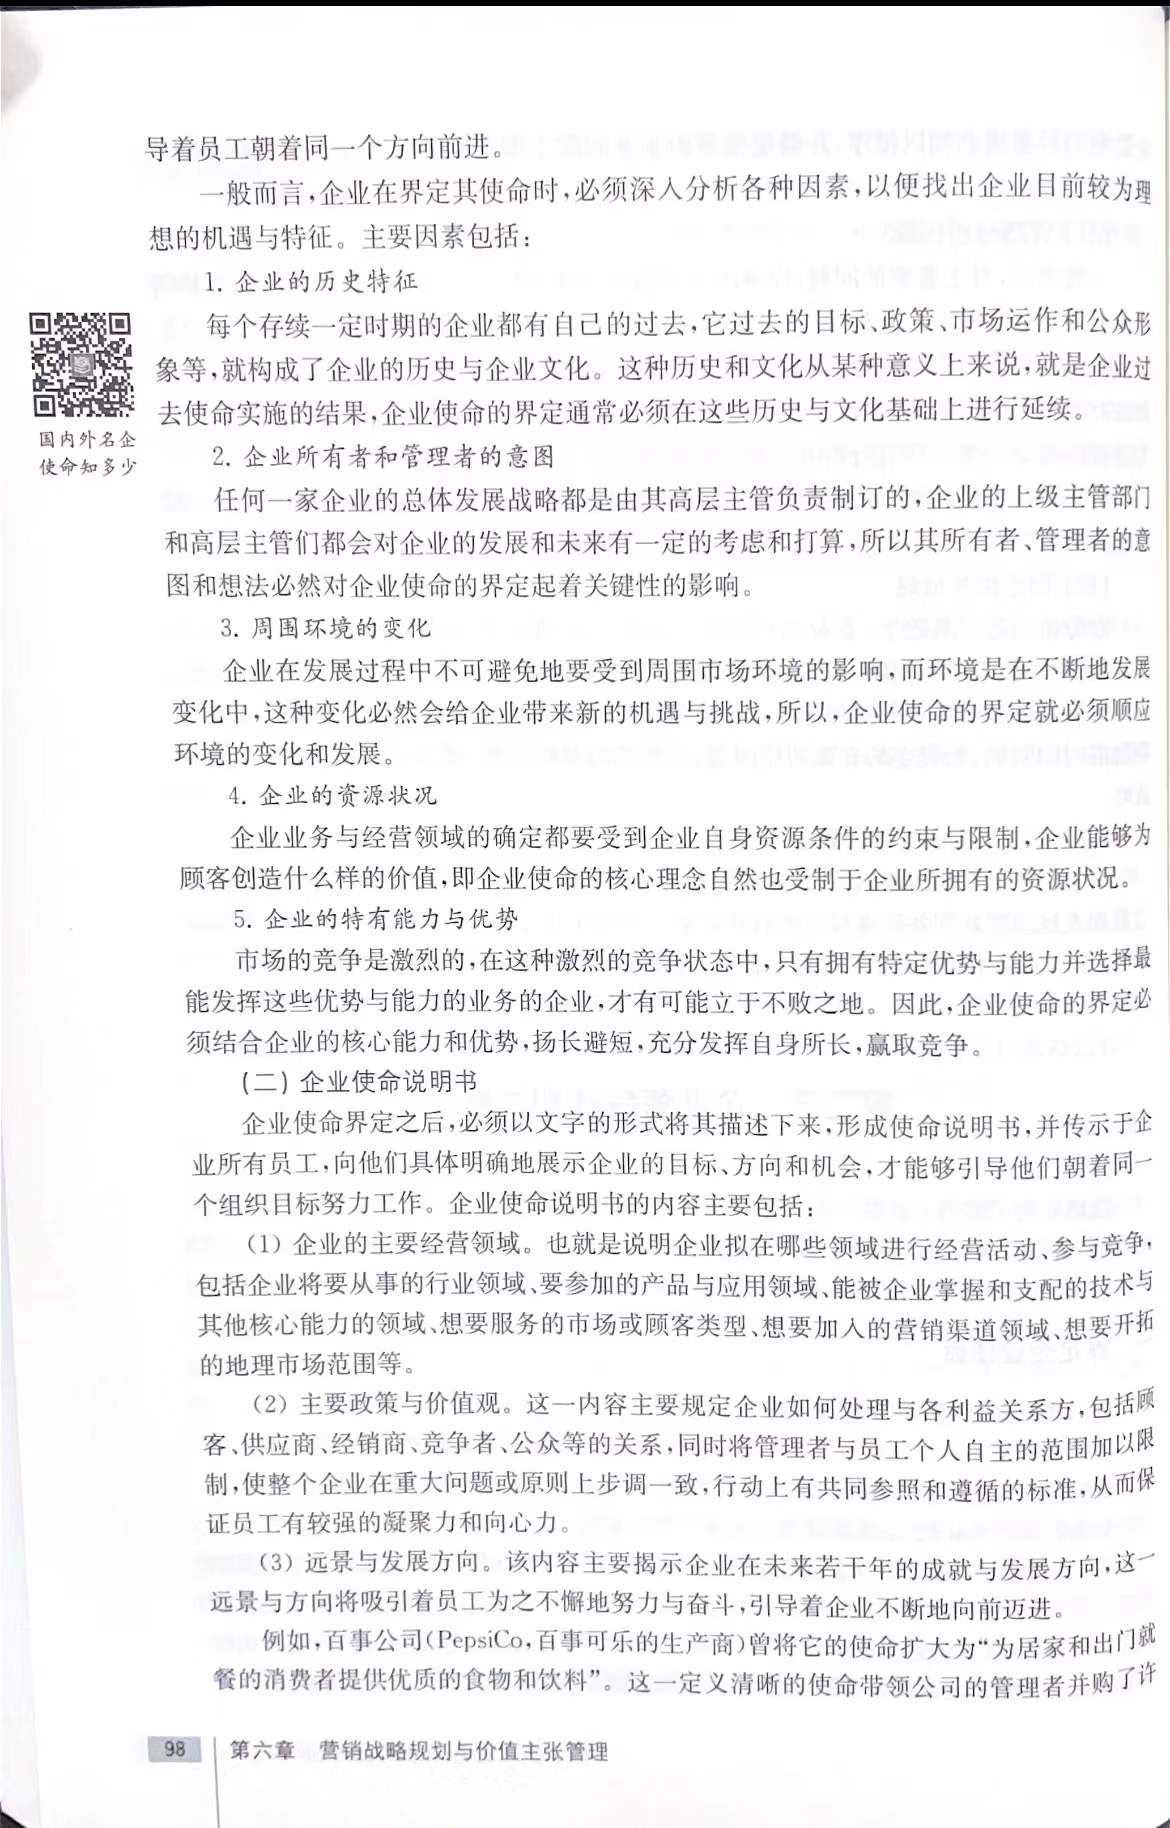 导着员工朝着同一个方向前进。
一般而言,企业在界定其使命时,必须深入分析各种因素,以便找出企业目前较为理
想的机遇与特征。主要因素包括:
1. 企业的历史特征
每个存续一定时期的企业都有自己的过去,它过去的目标、政策、市场运作和公众形
象等,就构成了企业的历史与企业文化。这种历史和文化从某种意义上来说,就是企业过
去使命实施的结果,企业使命的界定通常必须在这些历史与文化基础上进行延续。
国内外名企
使命知多少
2. 企业所有者和管理者的意图
任何一家企业的总体发展战略都是由其高层主管负责制订的,企业的上级主管部门
和高层主管们都会对企业的发展和未来有一定的考虑和打算,所以其所有者、管理者的意
图和想法必然对企业使命的界定起着关键性的影响。
3. 周围环境的变化
企业在发展过程中不可避免地要受到周围市场环境的影响,而环境是在不断地发展
变化中,这种变化必然会给企业带来新的机遇与挑战,所以,企业使命的界定就必须顺应
环境的变化和发展。
4. 企业的资源状况
企业业务与经营领域的确定都要受到企业自身资源条件的约束与限制,企业能够为
顾客创造什么样的价值,即企业使命的核心理念自然也受制于企业所拥有的资源状况。
5. 企业的特有能力与优势
市场的竞争是激烈的,在这种激烈的竞争状态中,只有拥有特定优势与能力并选择最
能发挥这些优势与能力的业务的企业,才有可能立于不败之地。因此,企业使命的界定必
须结合企业的核心能力和优势,扬长避短,充分发挥自身所长,赢取竞争。
(二) 企业使命说明书
企业使命界定之后,必须以文字的形式将其描述下来,形成使命说明书,并传示于企
业所有员工,向他们具体明确地展示企业的目标、方向和机会,才能够引导他们朝着同一
个组织目标努力工作。企业使命说明书的内容主要包括:
(1) 企业的主要经营领域。也就是说明企业拟在哪些领域进行经营活动、参与竞争,
包括企业将要从事的行业领域、要参加的产品与应用领域、能被企业掌握和支配的技术与
其他核心能力的领域、想要服务的市场或顾客类型、想要加入的营销渠道领域、想要开拓
的地理市场范围等。
(2) 主要政策与价值观。这一内容主要规定企业如何处理与各利益关系方,包括顾
客、供应商、经销商、竞争者、公众等的关系,同时将管理者与员工个人自主的范围加以限
制,使整个企业在重大问题或原则上步调一致,行动上有共同参照和遵循的标准,从而保
证员工有较强的凝聚力和向心力。
(3) 远景与发展方向。该内容主要揭示企业在未来若干年的成就与发展方向,这一
远景与方向将吸引着员工为之不懈地努力与奋斗,引导着企业不断地向前迈进。
例如,百事公司(PepsiCo,百事可乐的生产商)曾将它的使命扩大为“为居家和出门就
餐的消费者提供优质的食物和饮料”。这一定义清晰的使命带领公司的管理者并购了许
98 第六章 营销战略规划与价值主张管理